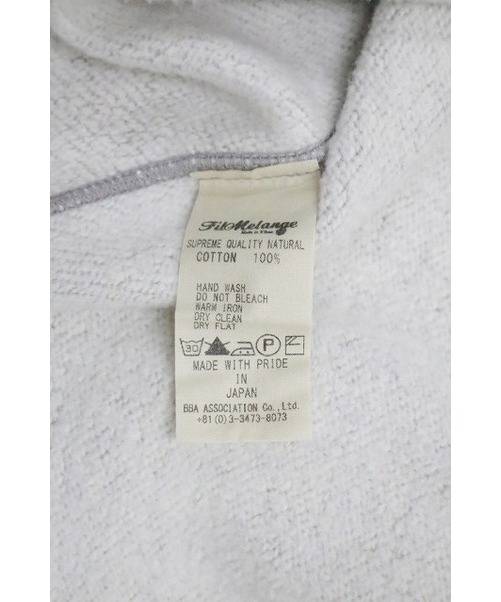 FilMelange
SUPREME QUALITY NATURAL
COTTON 100%
HAND WASH
DO NOT BLEACH
WARM IRON
DRY CLEAN
DRY FLAT
30 P
MADE WITH PRIDE
IN
JAPAN
BBA ASSOCIATION Co.,Ltd.
+81(0)3-3473-8073